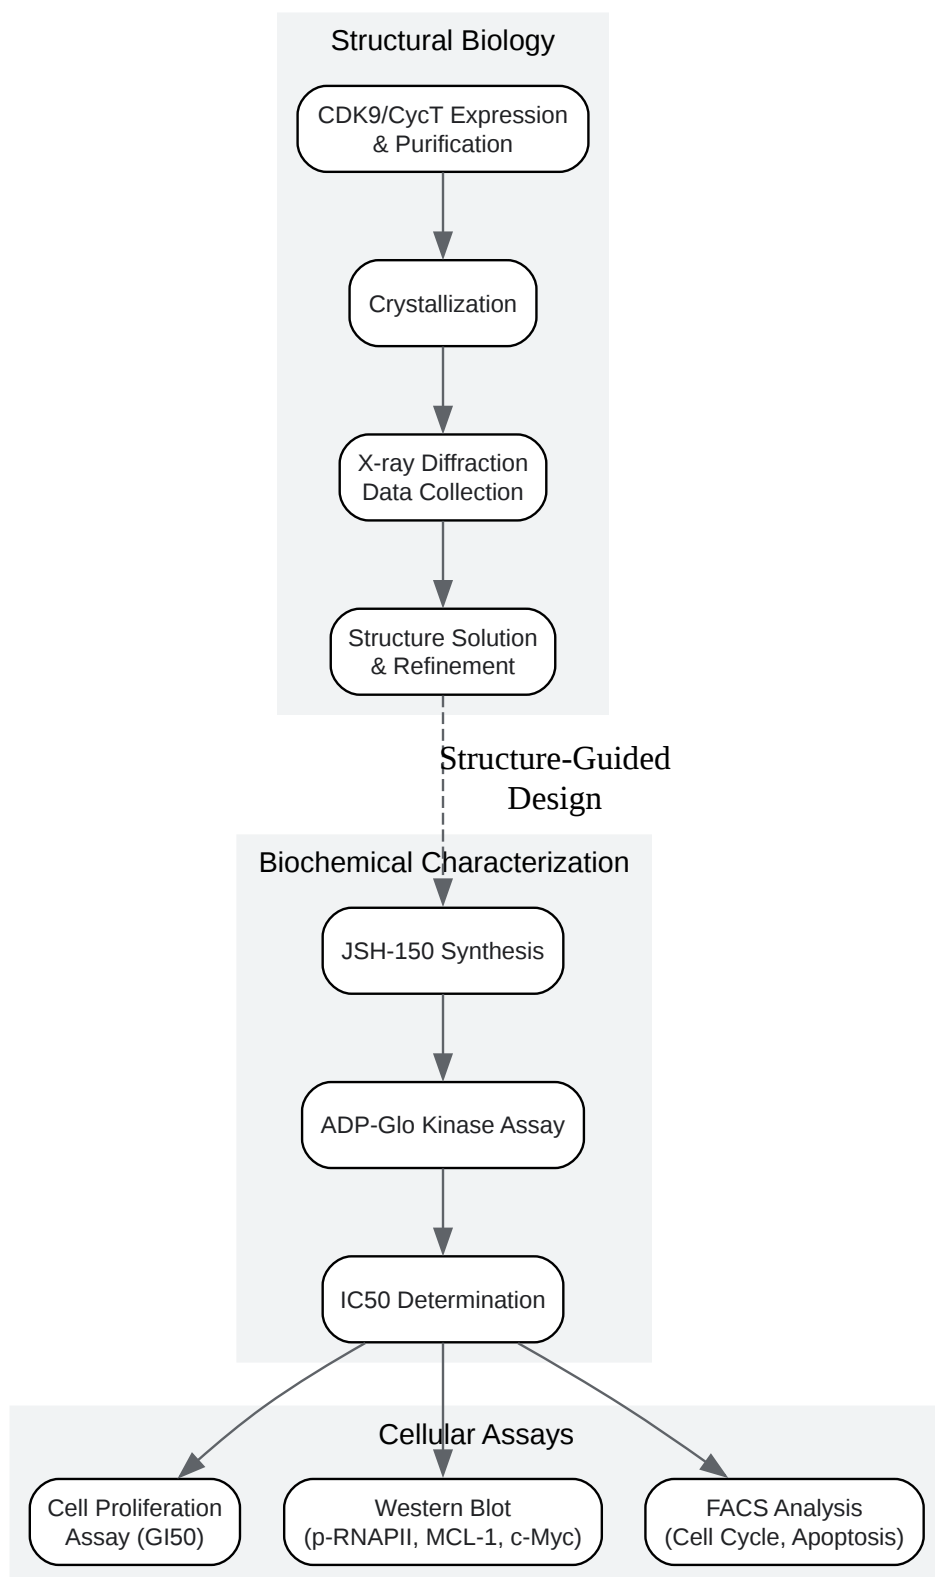 Structural Biology
CDK9/CycT Expression
& Purification
Crystallization
X-ray Diffraction
Data Collection
Structure Solution
& Refinement
Structure-Guided
Design
Biochemical Characterization
JSH-150 Synthesis
ADP-Glo Kinase Assay
IC50 Determination
Cellular Assays
Cell Proliferation
Assay (GI50)
Western Blot
(p-RNAPII, MCL-1, c-Myc)
FACS Analysis
(Cell Cycle, Apoptosis)